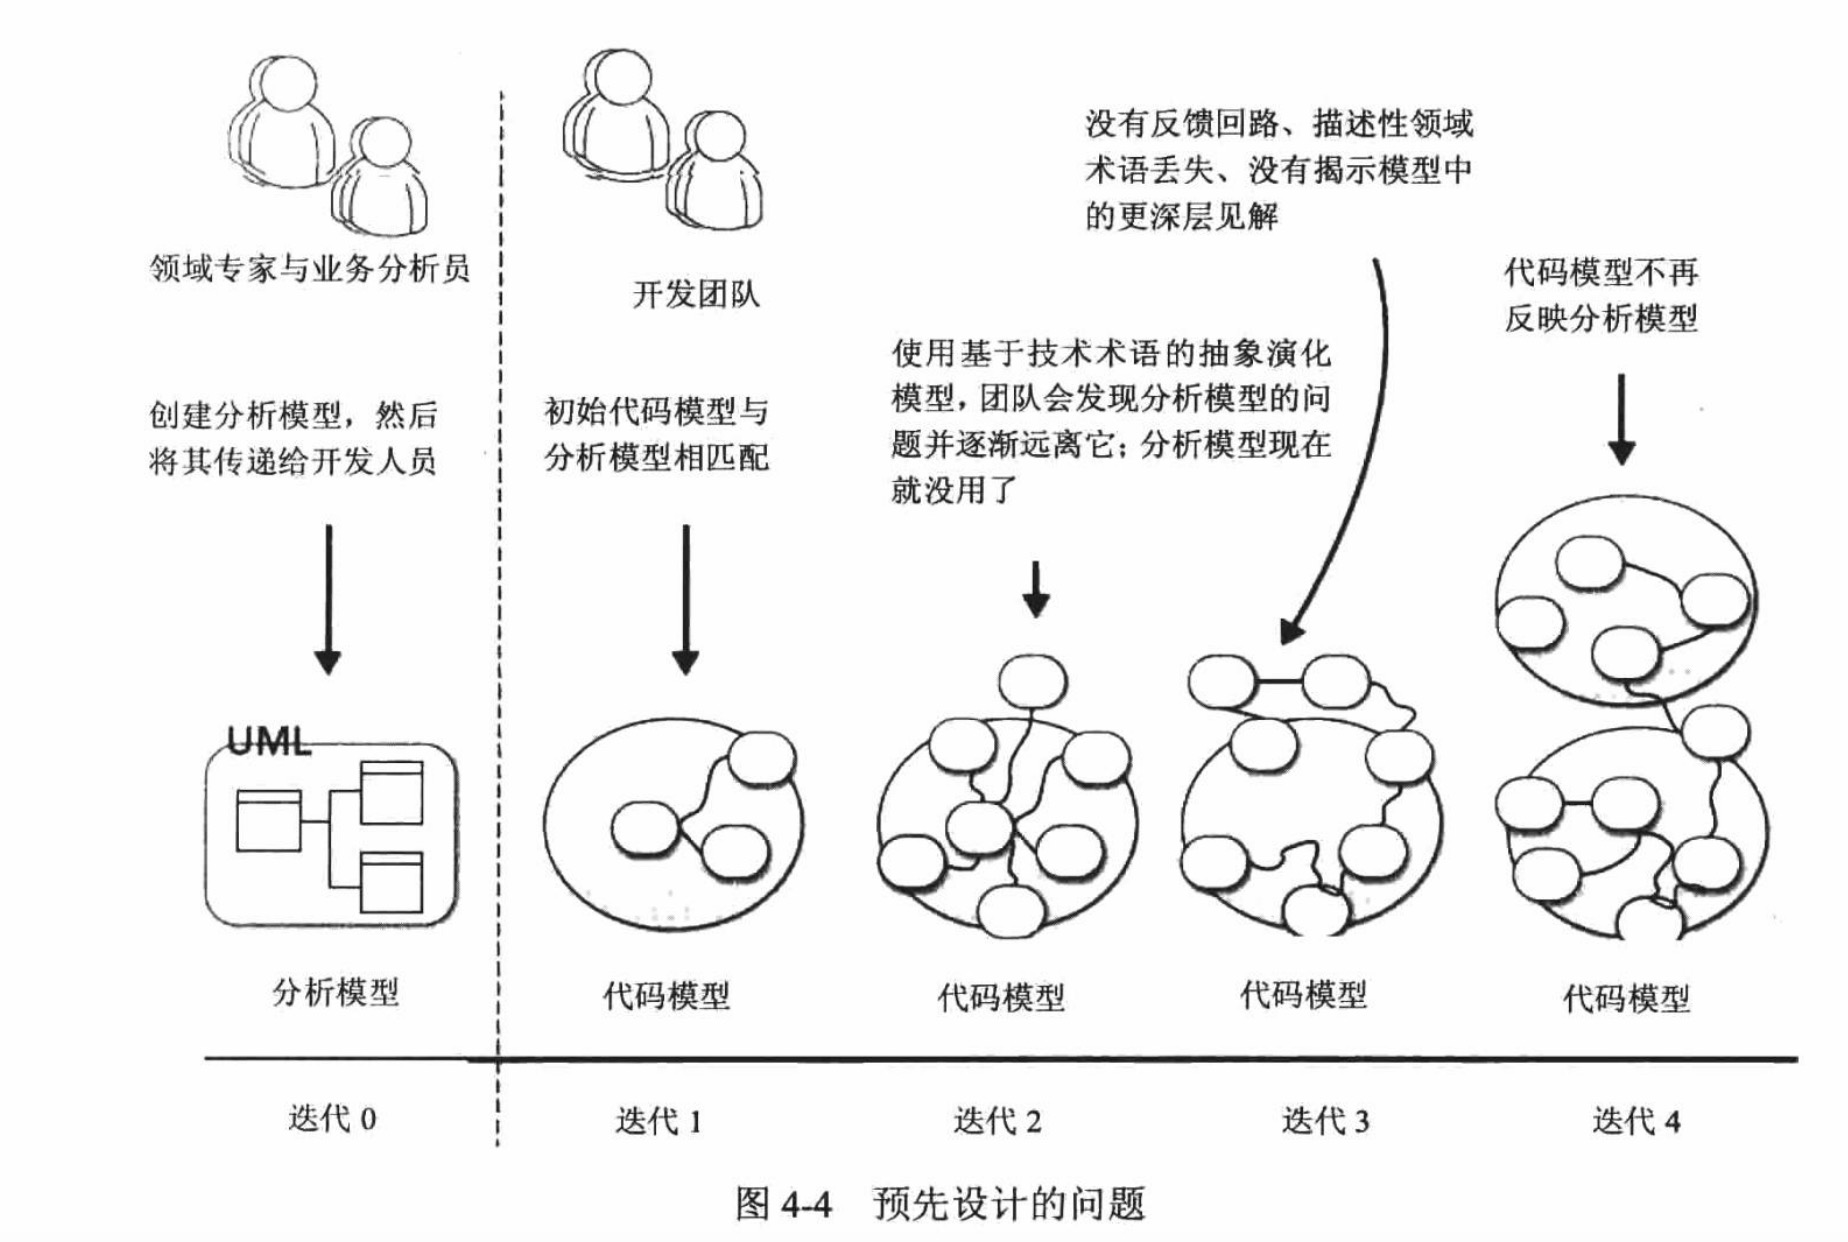 领域专家与业务分析员
创建分析模型，然后
将其传递给开发人员
UML
分析模型
迭代 0
开发团队
初始代码模型与
分析模型相匹配
代码模型
迭代 1
使用基于技术术语的抽象演化
模型，团队会发现分析模型的问
题并逐渐远离它；分析模型现在
就没用了
代码模型
迭代 2
没有反馈回路、描述性领域
术语丢失、没有揭示模型中
的更深层见解
代码模型
迭代 3
代码模型不再
反映分析模型
代码模型
迭代 4
图 4-4 预先设计的问题